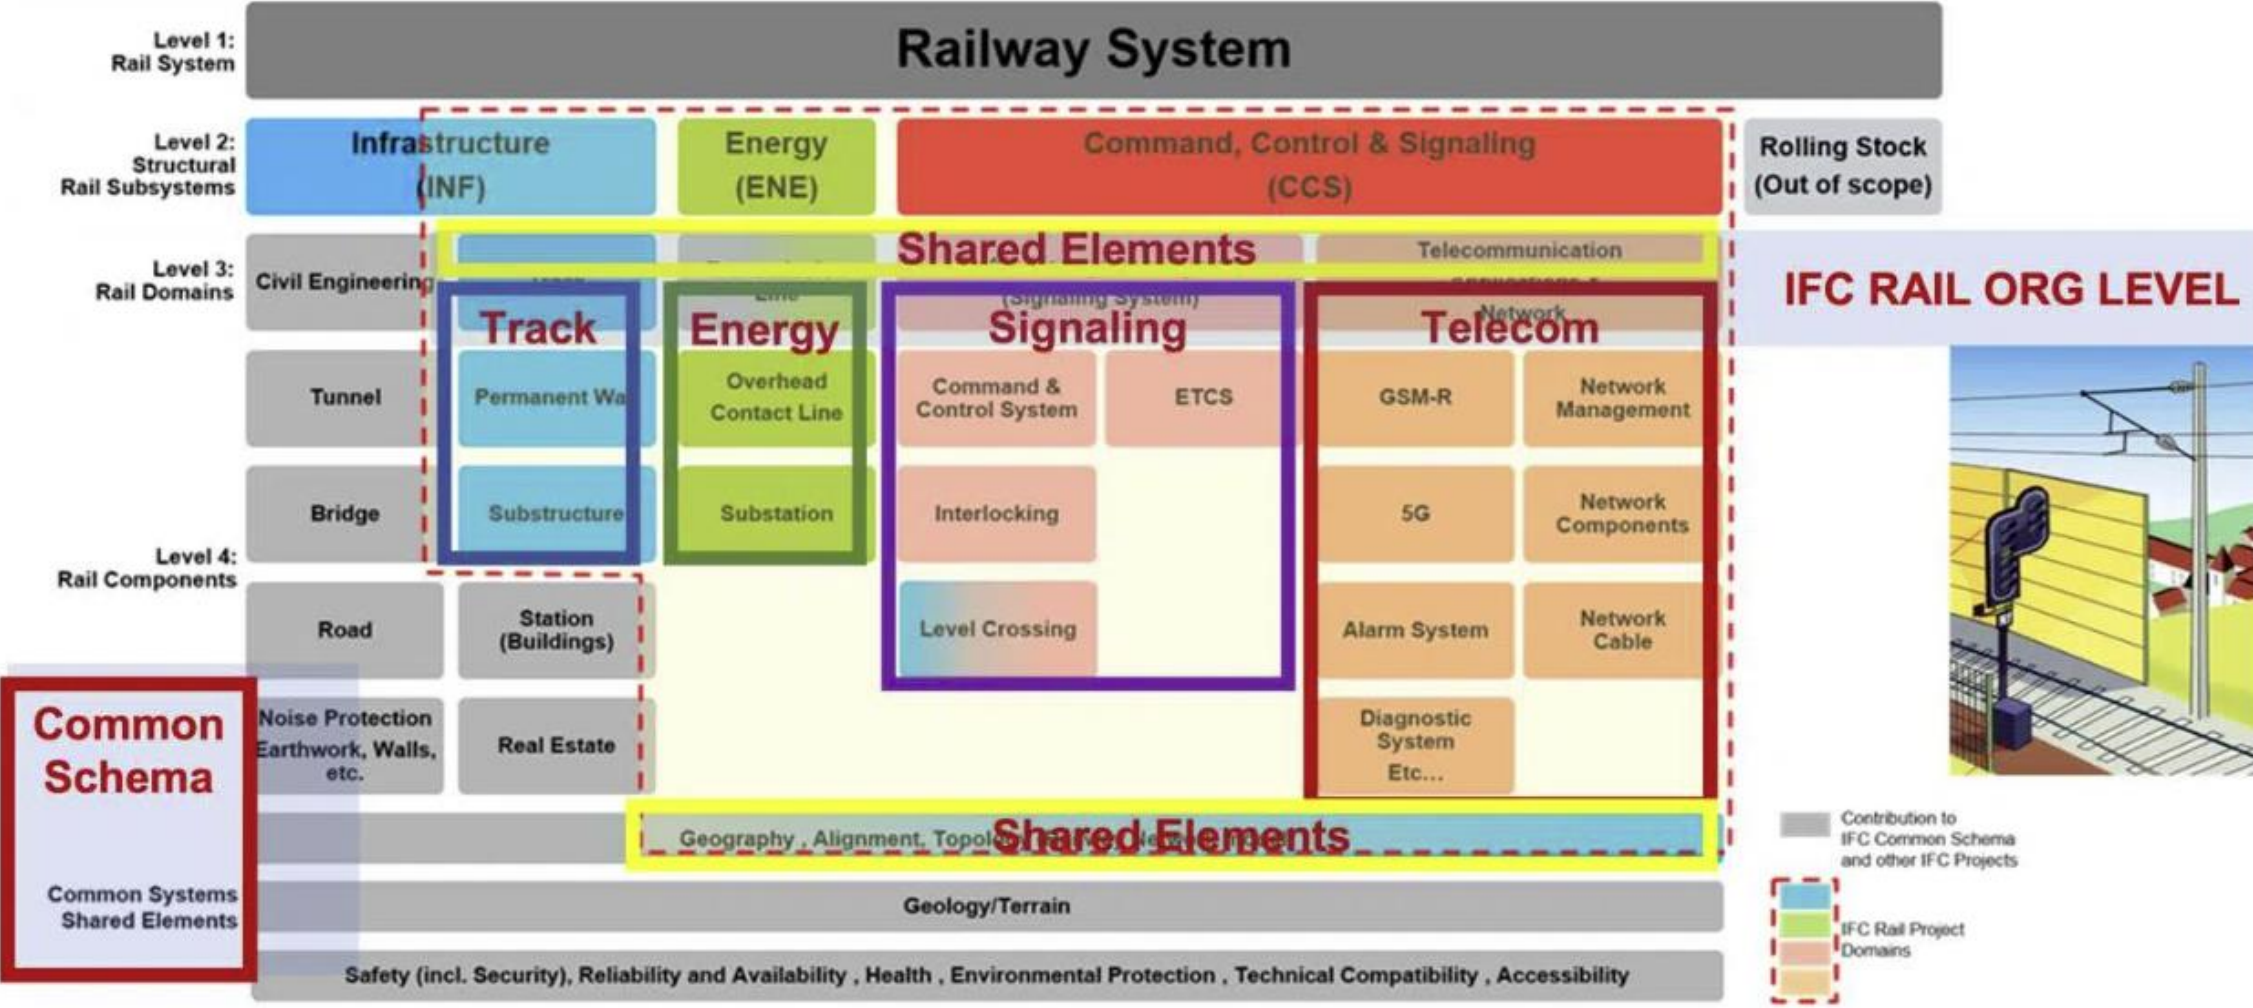 Level 1:
Rail System
Railway System
Level 2:
Structural
Rail Subsystems
Infrastructure
(INF)
Energy
(ENE)
Command, Control & Signaling
(CCS)
Rolling Stock
(Out of scope)
Level 3:
Rail Domains
Civil Engineering
Shared Elements
Telecommunication
Line
(Signaling System)
Network
IFC RAIL ORG LEVEL
Track
Energy
Signaling
Telecom
Level 4:
Rail Components
Tunnel
Permanent Wa
Overhead
Contact Line
Command &
Control System
ETCS
GSM-R
Network
Management
Bridge
Substructure
Substation
Interlocking
5G
Network
Components
Road
Station
(Buildings)
Level Crossing
Alarm System
Network
Cable
Common
Schema
Noise Protection
Earthwork, Walls,
etc.
Real Estate
Diagnostic
System
Etc...
Geography , Alignment,
Shared Elements
Common Systems
Shared Elements
Geology/Terrain
Safety (incl. Security), Reliability and Availability , Health , Environmental Protection , Technical Compatibility , Accessibility
Contribution to
IFC Common Schema
and other IFC Projects
IFC Rail Project
Domains